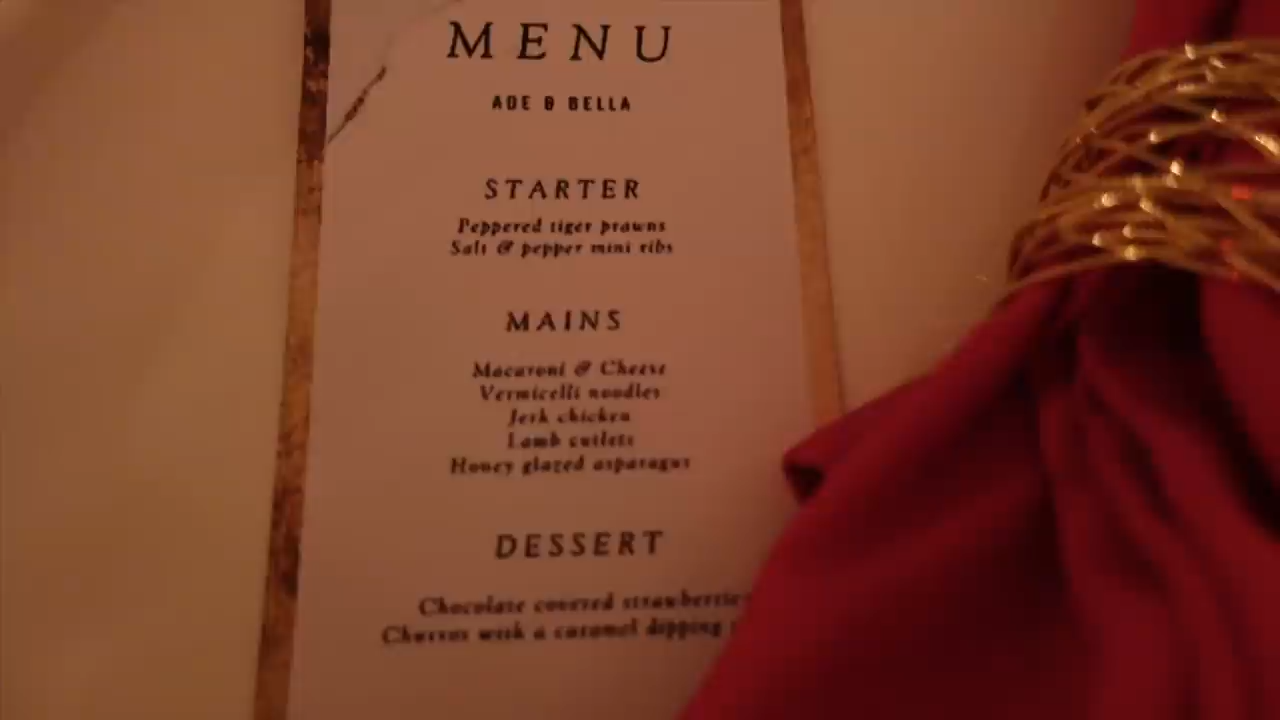 MENU
ADE & BELLA
STARTER
Peppered tiger prawns
Salt & pepper mini ribs
MAINS
Macaroni & Cheese
Vermicelli noodles
Jerk chicken
Lamb cutlets
Honey glazed asparagus
DESSERT
Chocolate covered strawberries
Churros with a caramel dipping